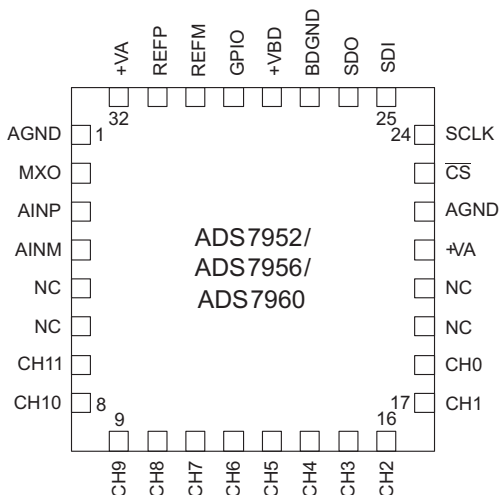 +VA
REFP
REFM
GPIO
+VBD
BDGND
SDO
SDI
32
25
AGND
1
24
SCLK
MXO
CS
AINP
AGND
AINM
+VA
ADS7952/
ADS7956/
ADS7960
NC
NC
NC
NC
CH11
CH0
CH10
8
17
CH1
9
16
CH9
CH8
CH7
CH6
CH5
CH4
CH3
CH2